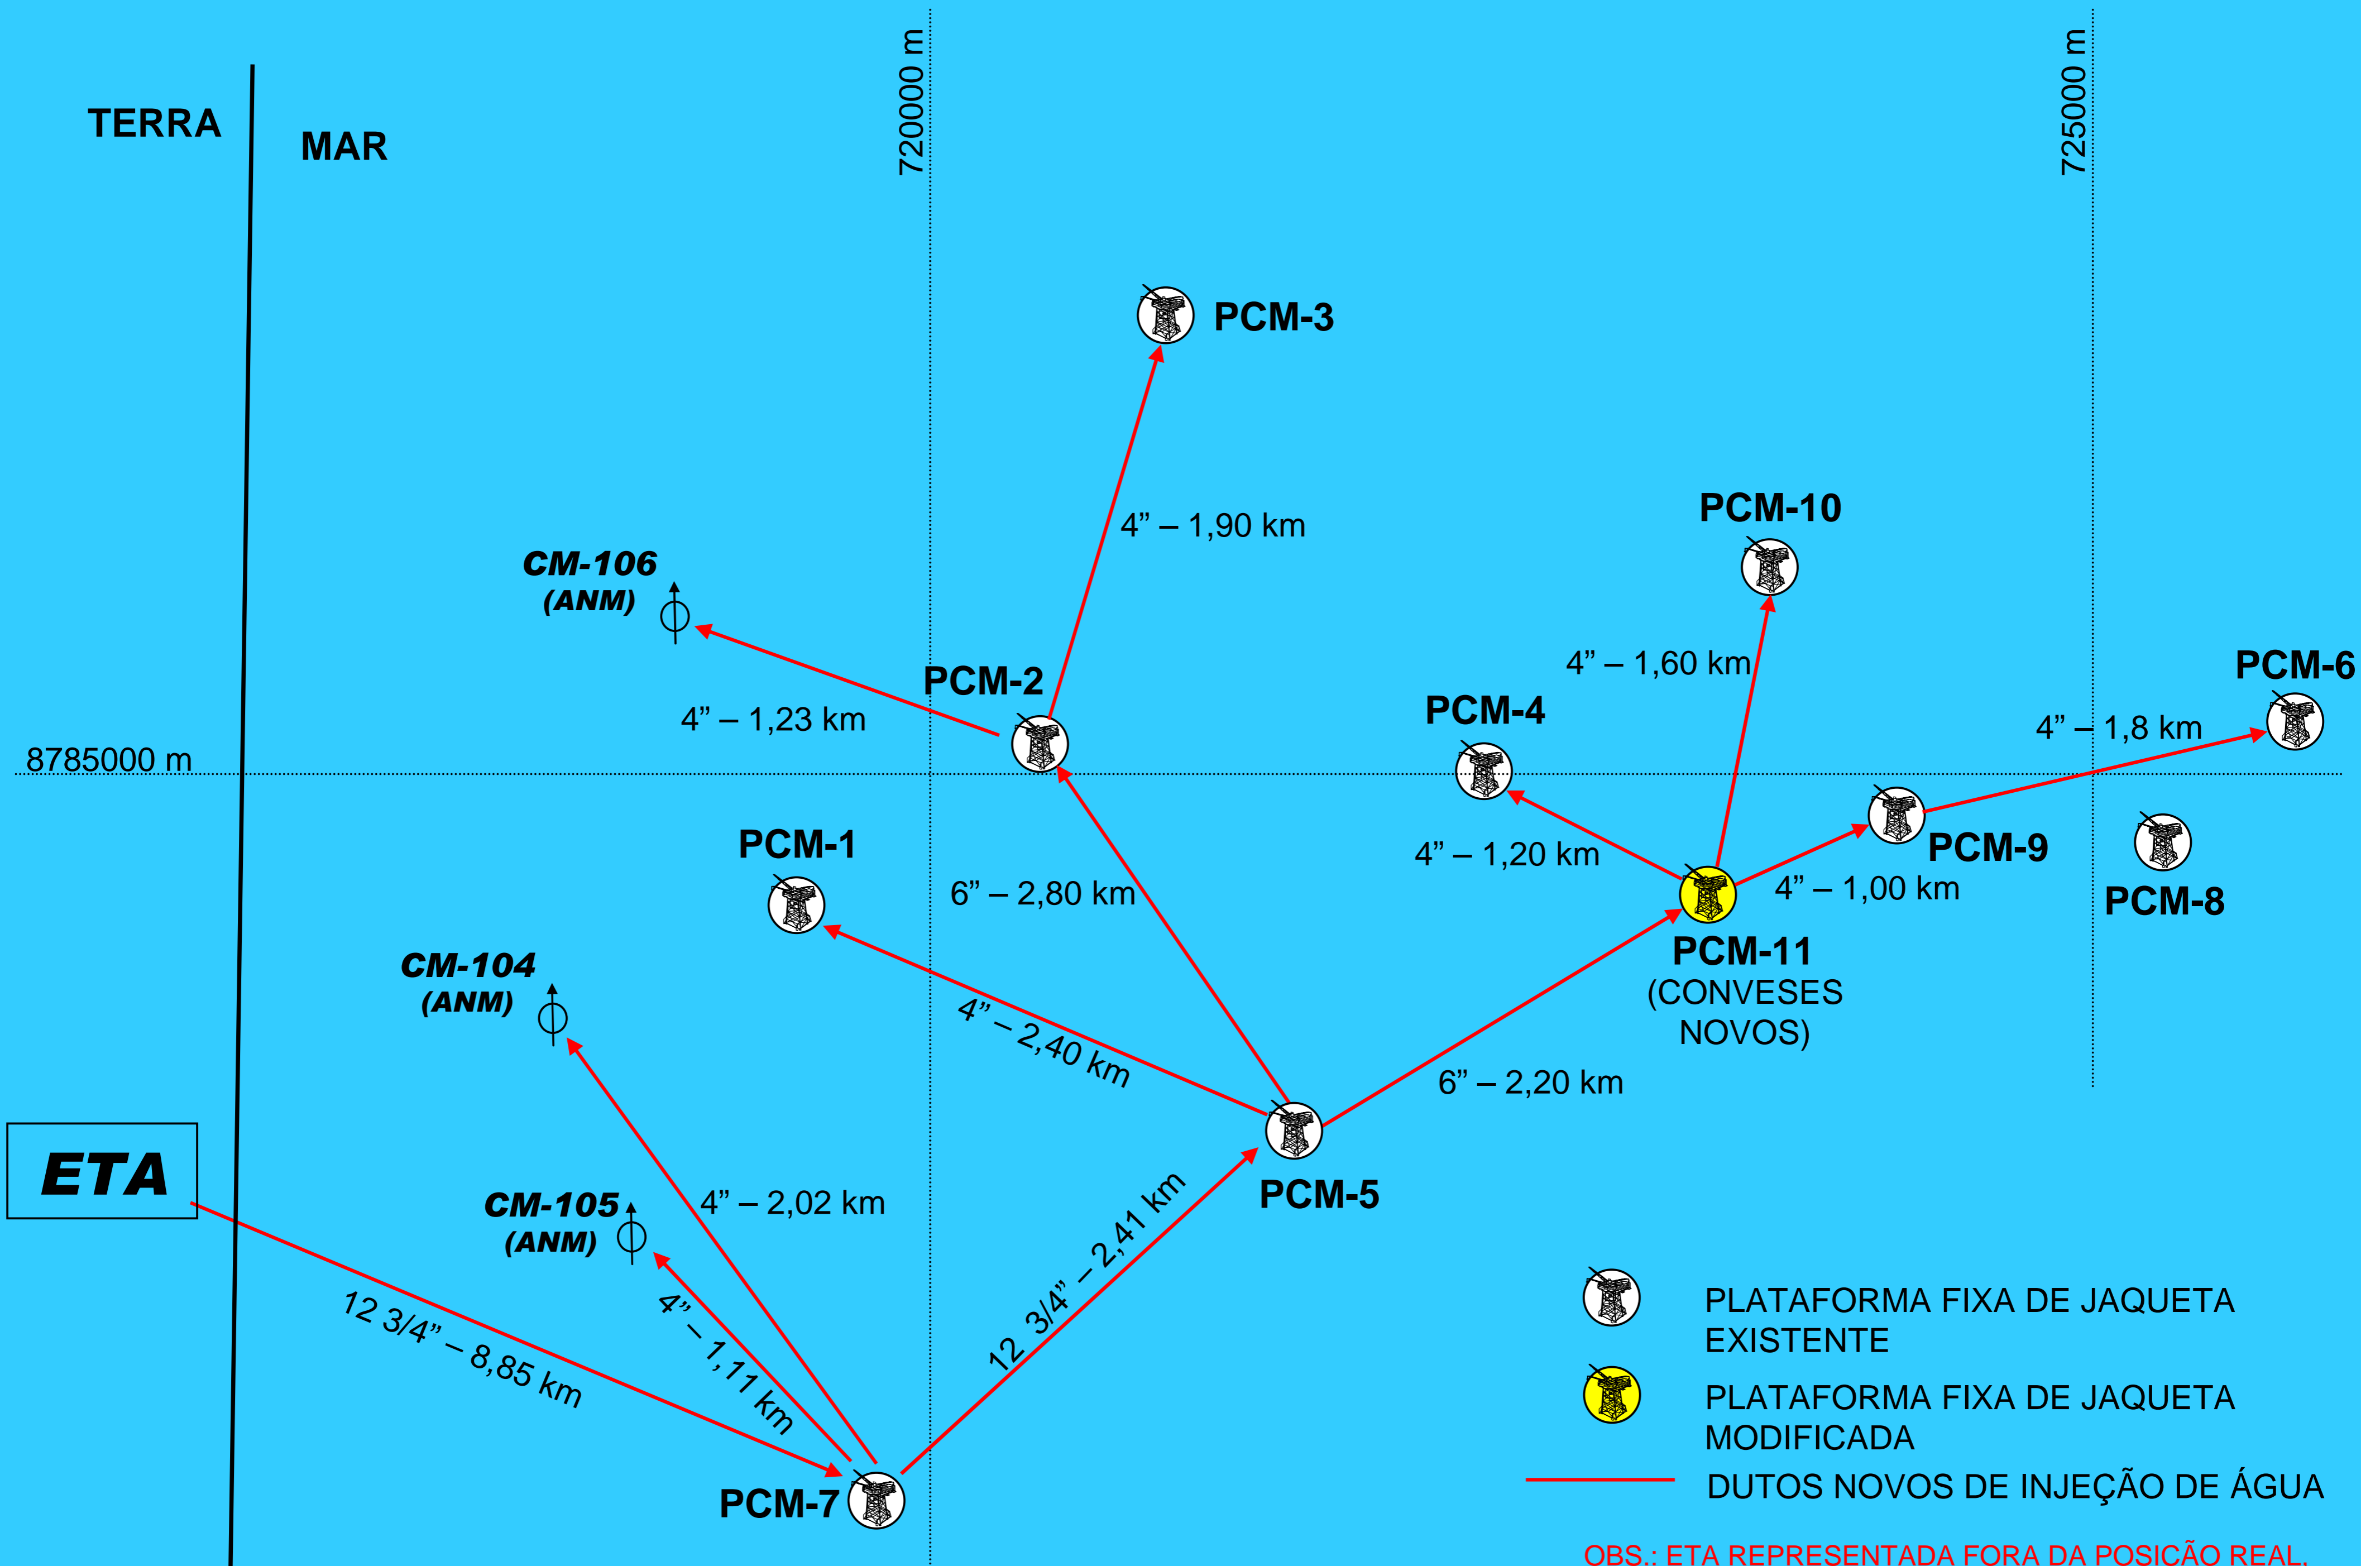 TERRA
MAR
720000 m
725000 m
PCM-3
4” – 1,90 km
PCM-10
CM-106
(ANM)
4” – 1,60 km
PCM-2
PCM-6
PCM-4
4” – 1,23 km
4” – 1,8 km
8785000 m
PCM-1
4” – 1,20 km
PCM-9
6” – 2,80 km
4” – 1,00 km
PCM-8
PCM-11
(CONVESES
NOVOS)
CM-104
(ANM)
4” – 2,40 km
6” – 2,20 km
ETA
PCM-5
CM-105
(ANM)
4” – 2,02 km
12 3/4” – 2,41 km
12 3/4” – 8,85 km
4” – 1,11 km
PCM-7
PLATAFORMA FIXA DE JAQUETA
EXISTENTE
PLATAFORMA FIXA DE JAQUETA
MODIFICADA
DUTOS NOVOS DE INJEÇÃO DE ÁGUA
OBS.: ETA REPRESENTADA FORA DA POSIÇÃO REAL.